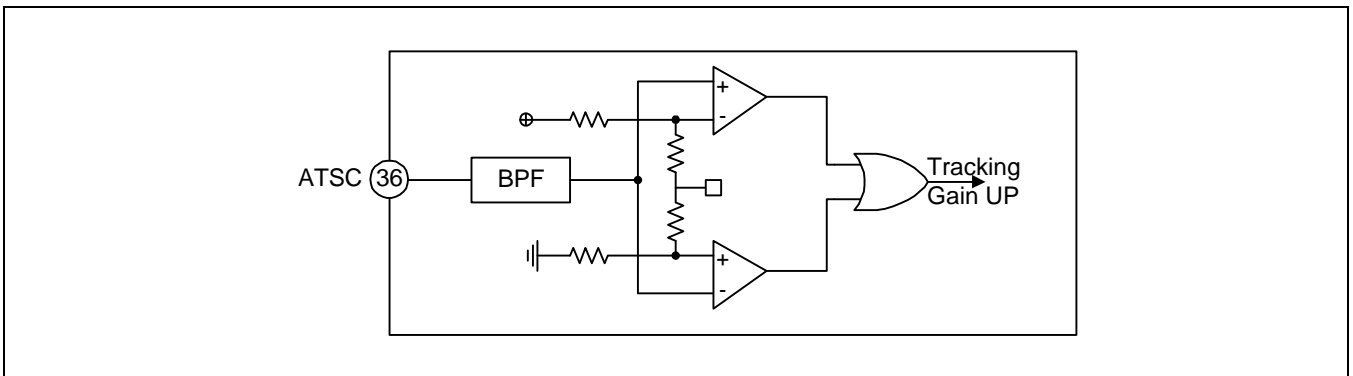 ATSC 36
BPF
+
-
+
-
Tracking
Gain UP